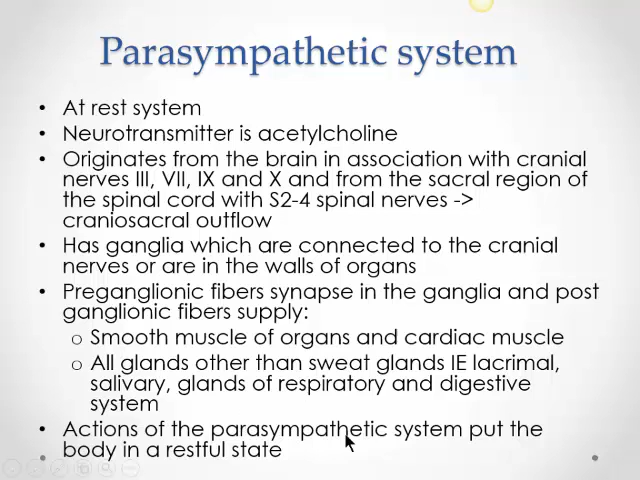 Parasympathetic system
• At rest system
• Neurotransmitter is acetylcholine
• Originates from the brain in association with cranial
nerves III, VII, IX and X and from the sacral region of
the spinal cord with S2-4 spinal nerves ->
craniosacral outflow
• Has ganglia which are connected to the cranial
nerves or are in the walls of organs
• Preganglionic fibers synapse in the ganglia and post
ganglionic fibers supply:
o Smooth muscle of organs and cardiac muscle
o All glands other than sweat glands IE lacrimal,
salivary, glands of respiratory and digestive
system
• Actions of the parasympathetic system put the
body in a restful state